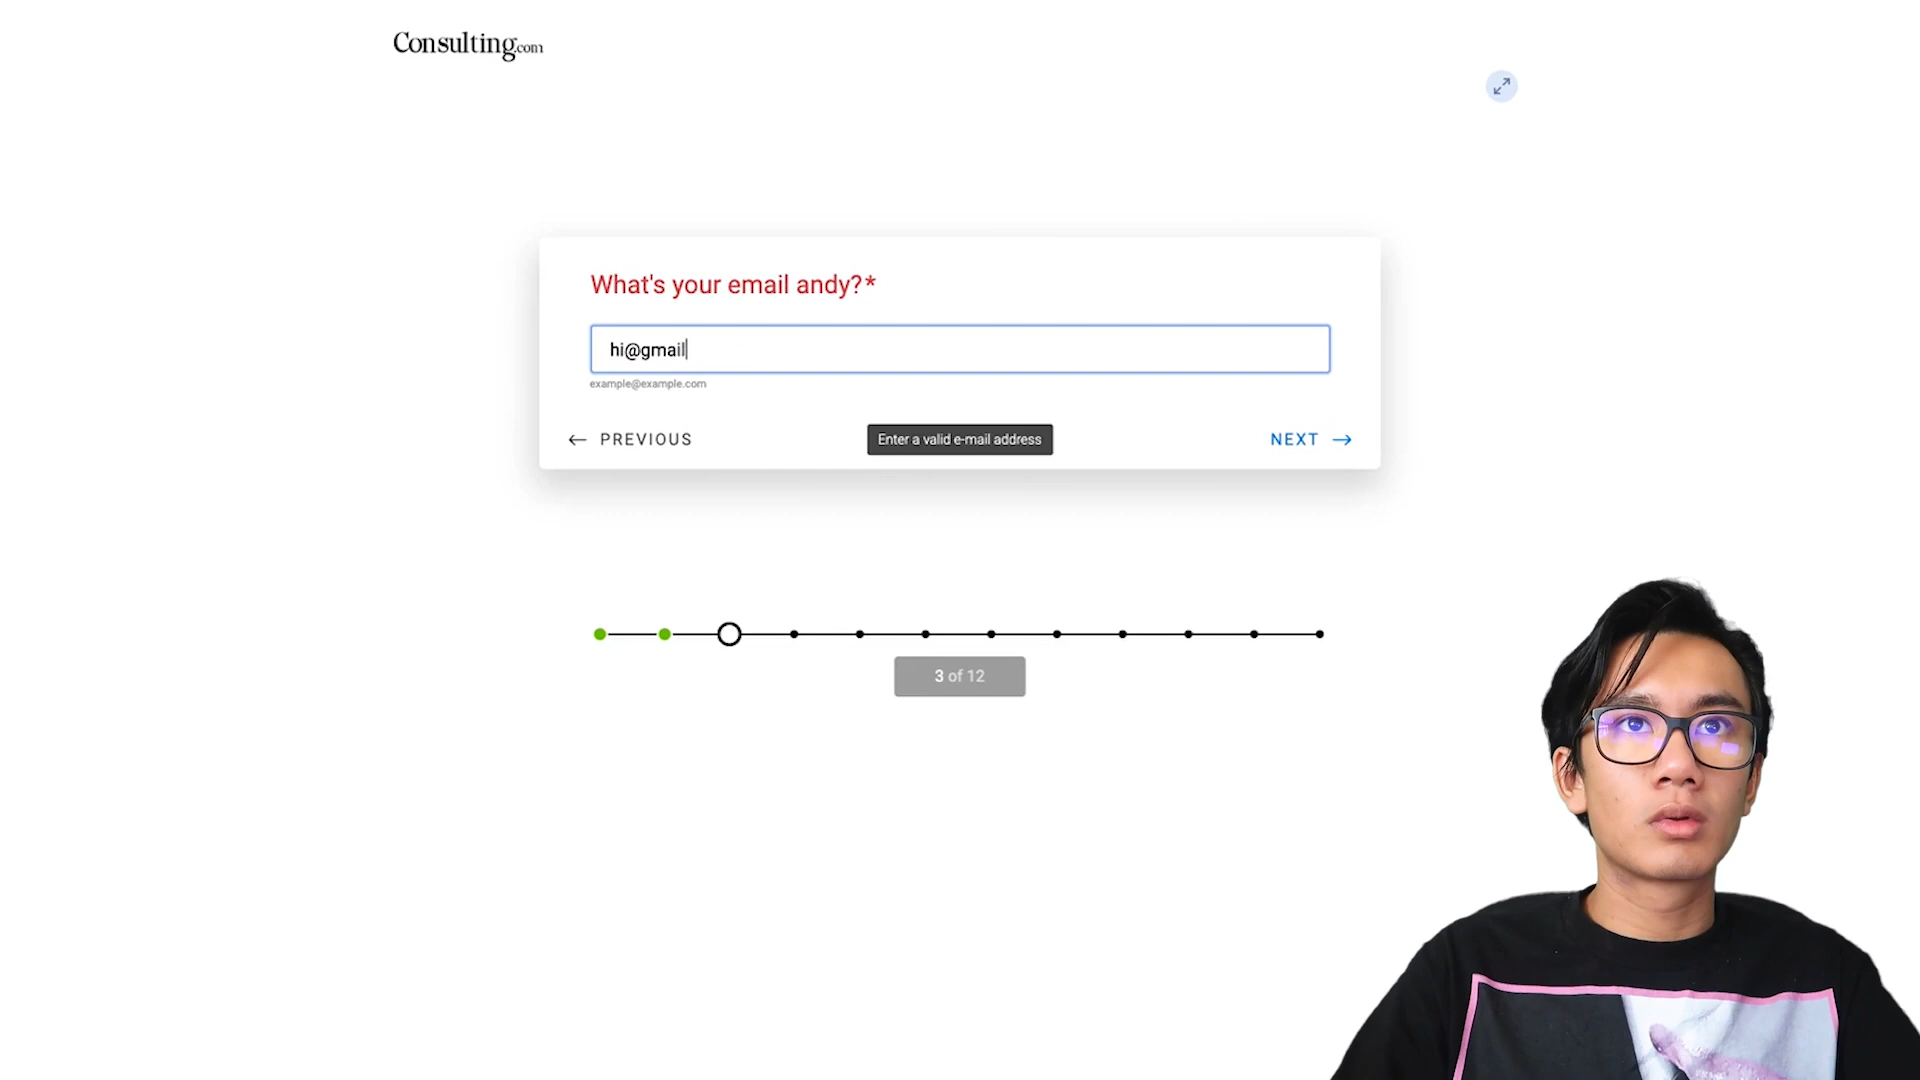 Consulting.com
What's your email andy?*
hi@gmail
example@example.com
← PREVIOUS
Enter a valid e-mail address
NEXT →
3 of 12